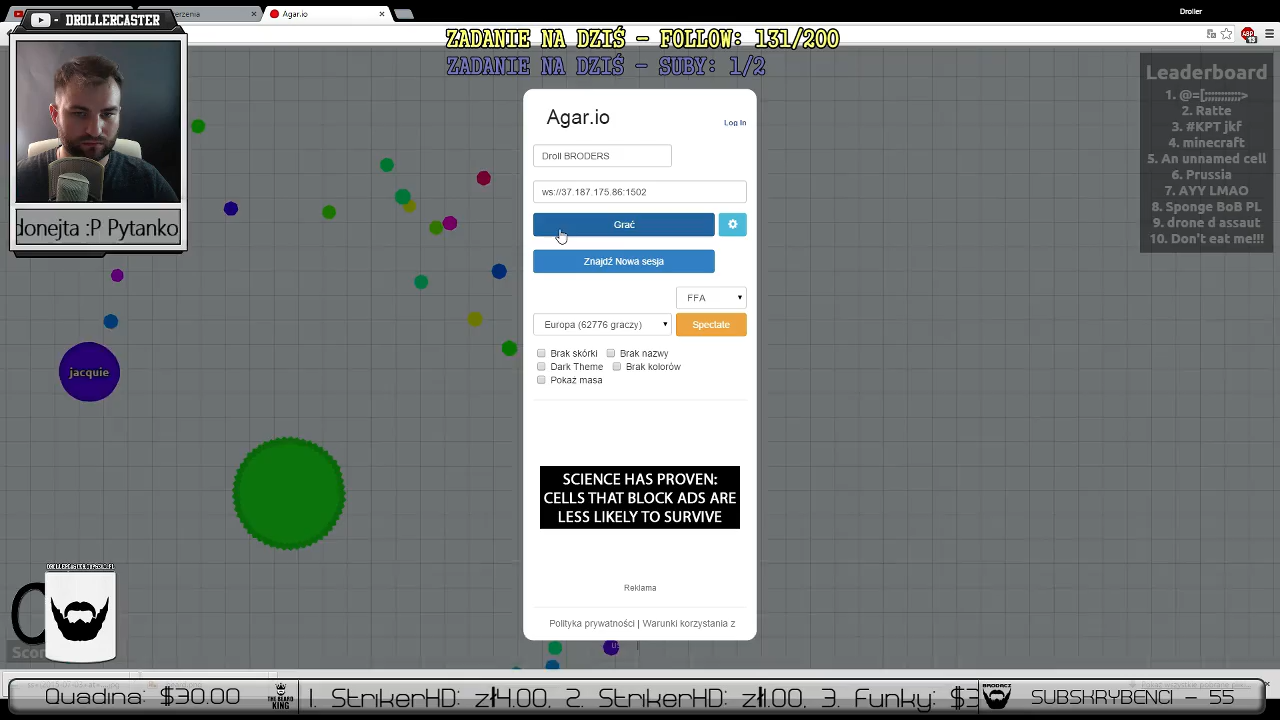 - DROLLERCASTER
Agar.io
Droller
ZADANIE NA DZIŚ - FOLLOW: 131/200
ZADANIE NA DZIŚ - SUBY: 1/2
donejta :P Pytanko
Agar.io
Log In
Droll BRODERS
ws://37.187.175.86:1502
Grać
Znajdź Nowa sesja
FFA
Europa (62776 graczy)
Spectate
Brak skórki Brak nazwy
Dark Theme Brak kolorów
Pokaż masa
SCIENCE HAS PROVEN:
CELLS THAT BLOCK ADS ARE
LESS LIKELY TO SURVIVE
Reklama
Polityka prywatności | Warunki korzystania z
Leaderboard
1. @=[;;;;;;;;;;>
2. Ratte
3. #KPT jkf
4. minecraft
5. An unnamed cell
6. Prussia
7. AYY LMAO
8. Sponge BoB PL
9. drone d assaut
10. Don't eat me!!!
jacquie
Quadina: $30.00
THE BEARD KING
1. StrikerHD: zł4.00, 2. StrikerHD: zł1.00, 3. Funky: $3
BRODACZ
SUBSKRYBENCI - 55